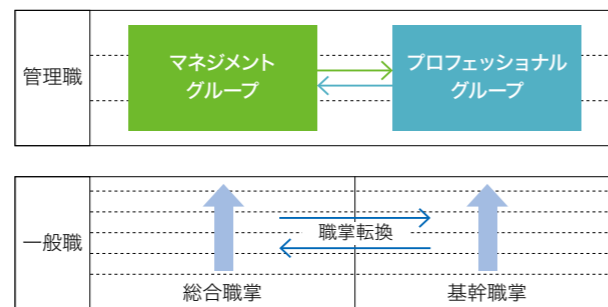 管理職
マネジメント
グループ
プロフェッショナル
グループ
一般職
職掌転換
総合職掌
基幹職掌